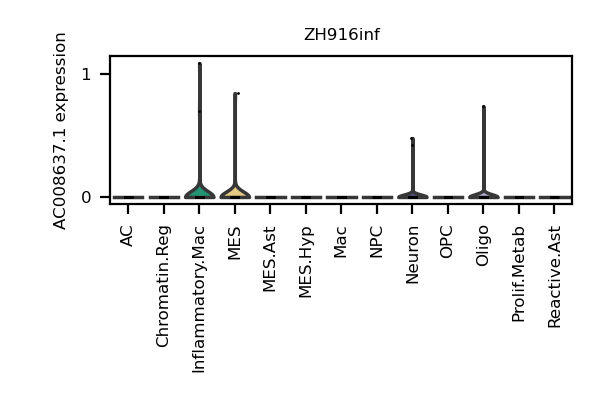 ZH916inf
AC008637.1 expression
1
0
AC
Chromatin.Reg
Inflammatory.Mac
MES
MES.Ast
MES.Hyp
Mac
NPC
Neuron
OPC
Oligo
Prolif.Metab
Reactive.Ast